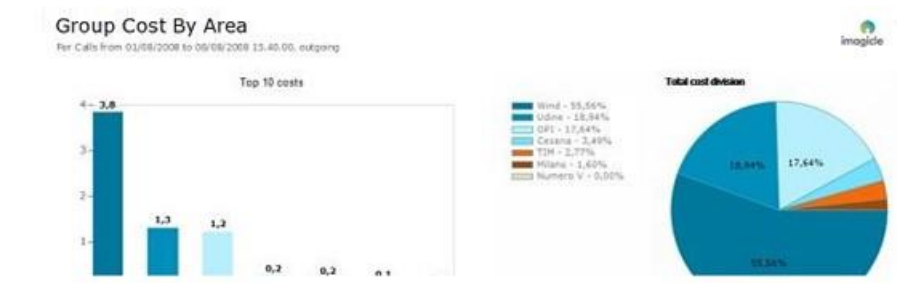 Group Cost By Area
Per Calls from 01/08/2008 to 08/08/2008 15.40.00, outgoing
imagicle
Top 10 costs
4
3,8
3
2
1
1,3
1,2
0,2
0,2
0,1
Wind - 55,56%
Udine - 18,94%
OPI - 17,64%
Cesana - 3,49%
TIM - 2,77%
Milano - 1,60%
Numero V - 0,00%
Total cost division
18,94%
17,64%
55,56%